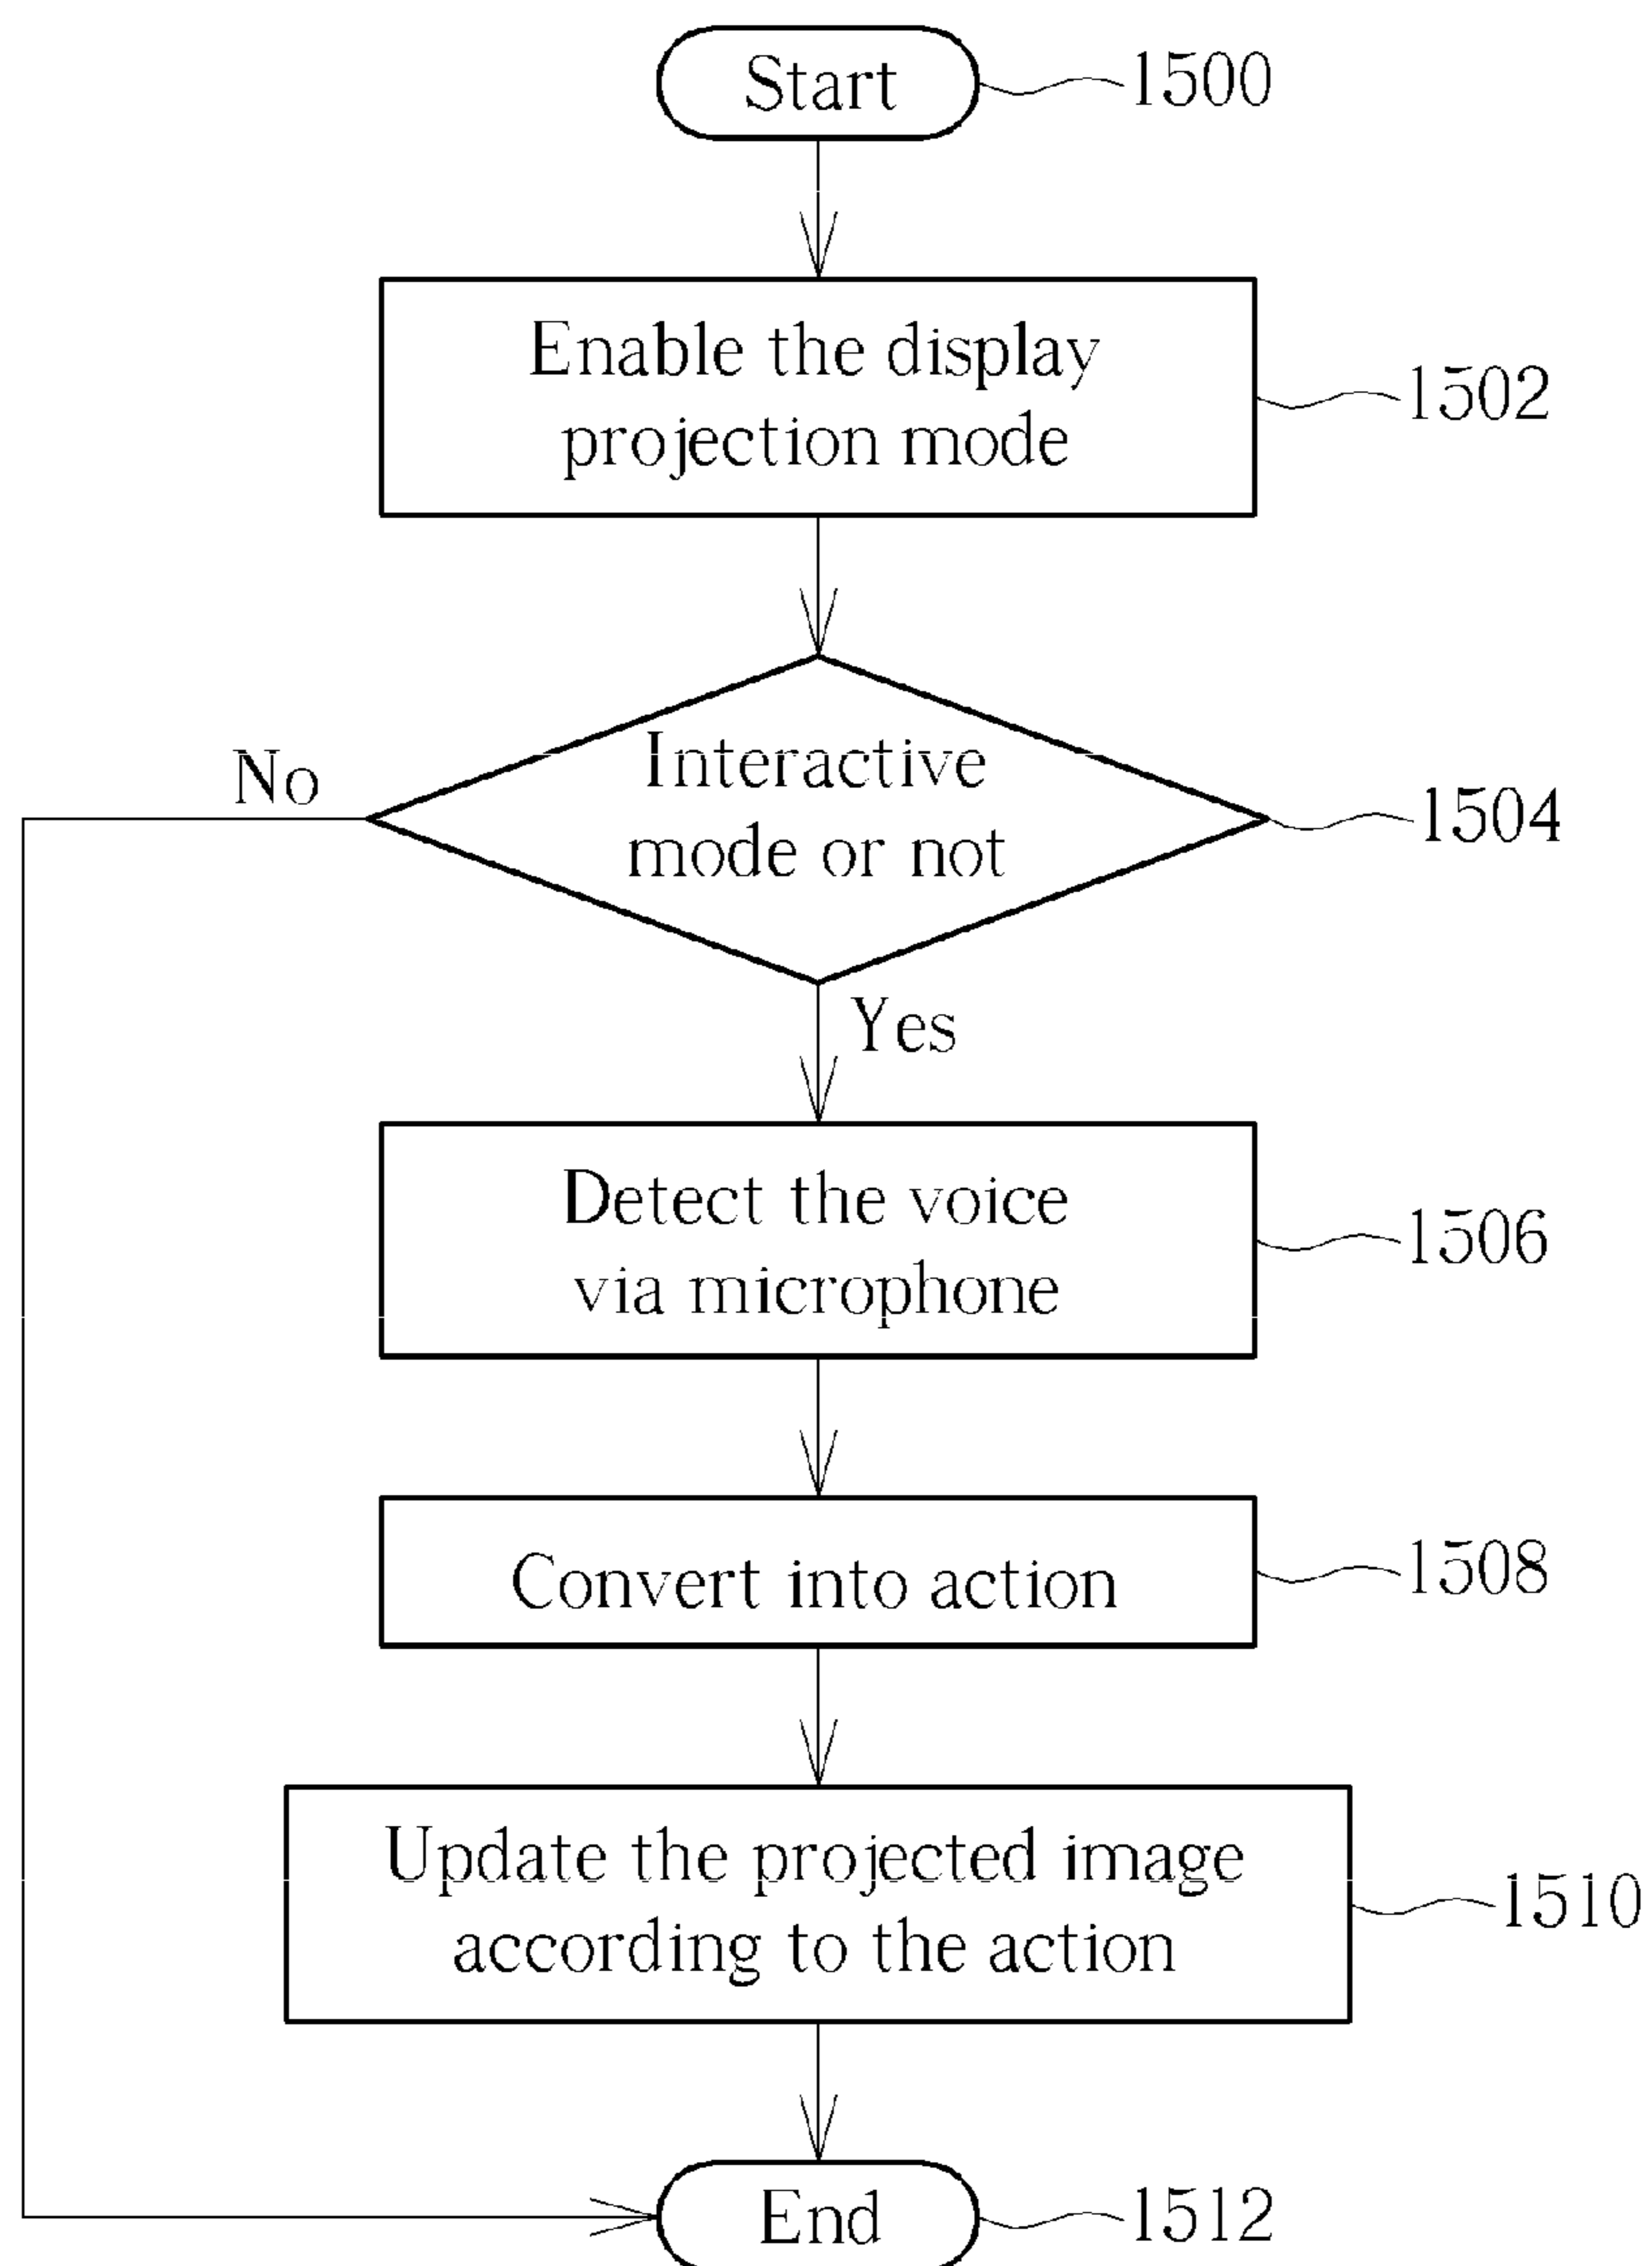 Start
1500
Enable the display
projection mode
1502
Interactive
mode or not
1504
No
Yes
Detect the voice
via microphone
1506
Convert into action
1508
Update the projected image
according to the action
1510
End
1512